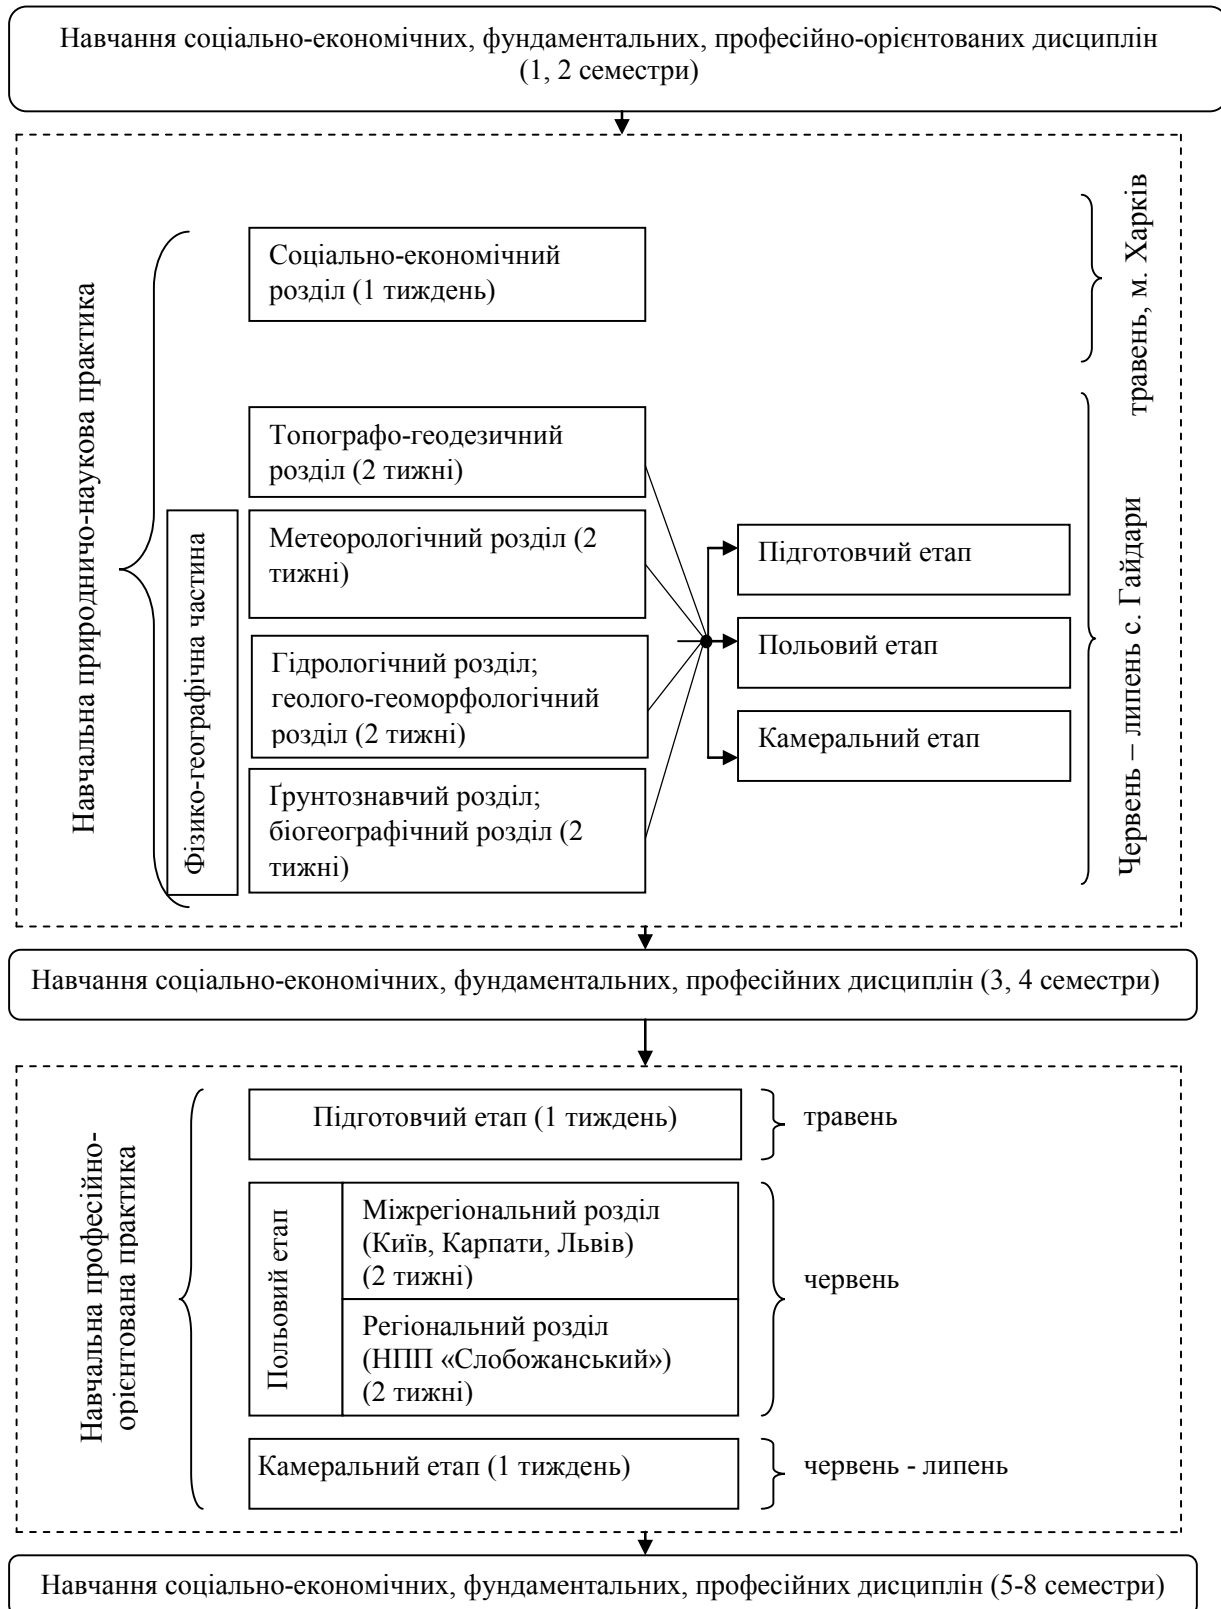 Навчання соціально-економічних, фундаментальних, професійно-орієнтованих дисциплін
(1, 2 семестри)
Навчальна природничо-наукова практика
Соціально-економічний
розділ (1 тиждень)
травень, м. Харків
Топографо-геодезичний
розділ (2 тижні)
Фізико-географічна частина
Метеорологічний розділ (2
тижні)
Гідрологічний розділ;
геолого-геоморфологічний
розділ (2 тижні)
Ґрунтознавчий розділ;
біогеографічний розділ (2
тижні)
Підготовчий етап
Польовий етап
Камеральний етап
Червень – липень с. Гайдари
Навчання соціально-економічних, фундаментальних, професійних дисциплін (3, 4 семестри)
Навчальна професійно-
орієнтована практика
Підготовчий етап (1 тиждень)
травень
Польовий етап
Міжрегіональний розділ
(Київ, Карпати, Львів)
(2 тижні)
Регіональний розділ
(НПП «Слобожанський»)
(2 тижні)
червень
Камеральний етап (1 тиждень)
червень - липень
Навчання соціально-економічних, фундаментальних, професійних дисциплін (5-8 семестри)